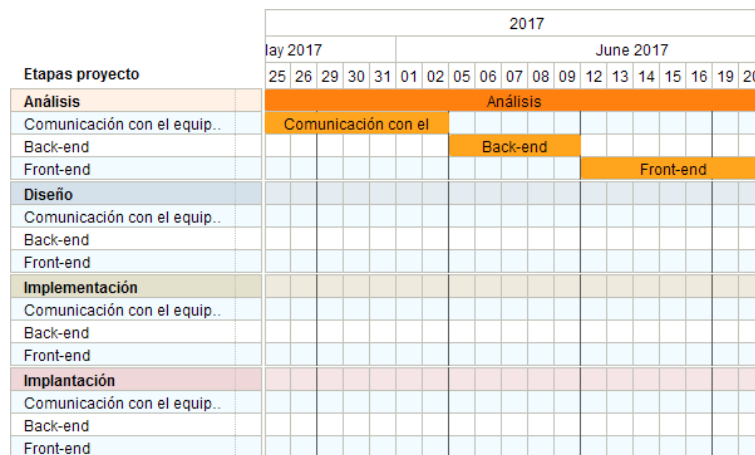 2017
lay 2017 June 2017
Etapas proyecto 25 26 29 30 31 01 02 05 06 07 08 09 12 13 14 15 16 19 20
Análisis Análisis
Comunicación con el equip.. Comunicación con el
Back-end Back-end
Front-end Front-end
Diseño
Comunicación con el equip..
Back-end
Front-end
Implementación
Comunicación con el equip..
Back-end
Front-end
Implantación
Comunicación con el equip..
Back-end
Front-end